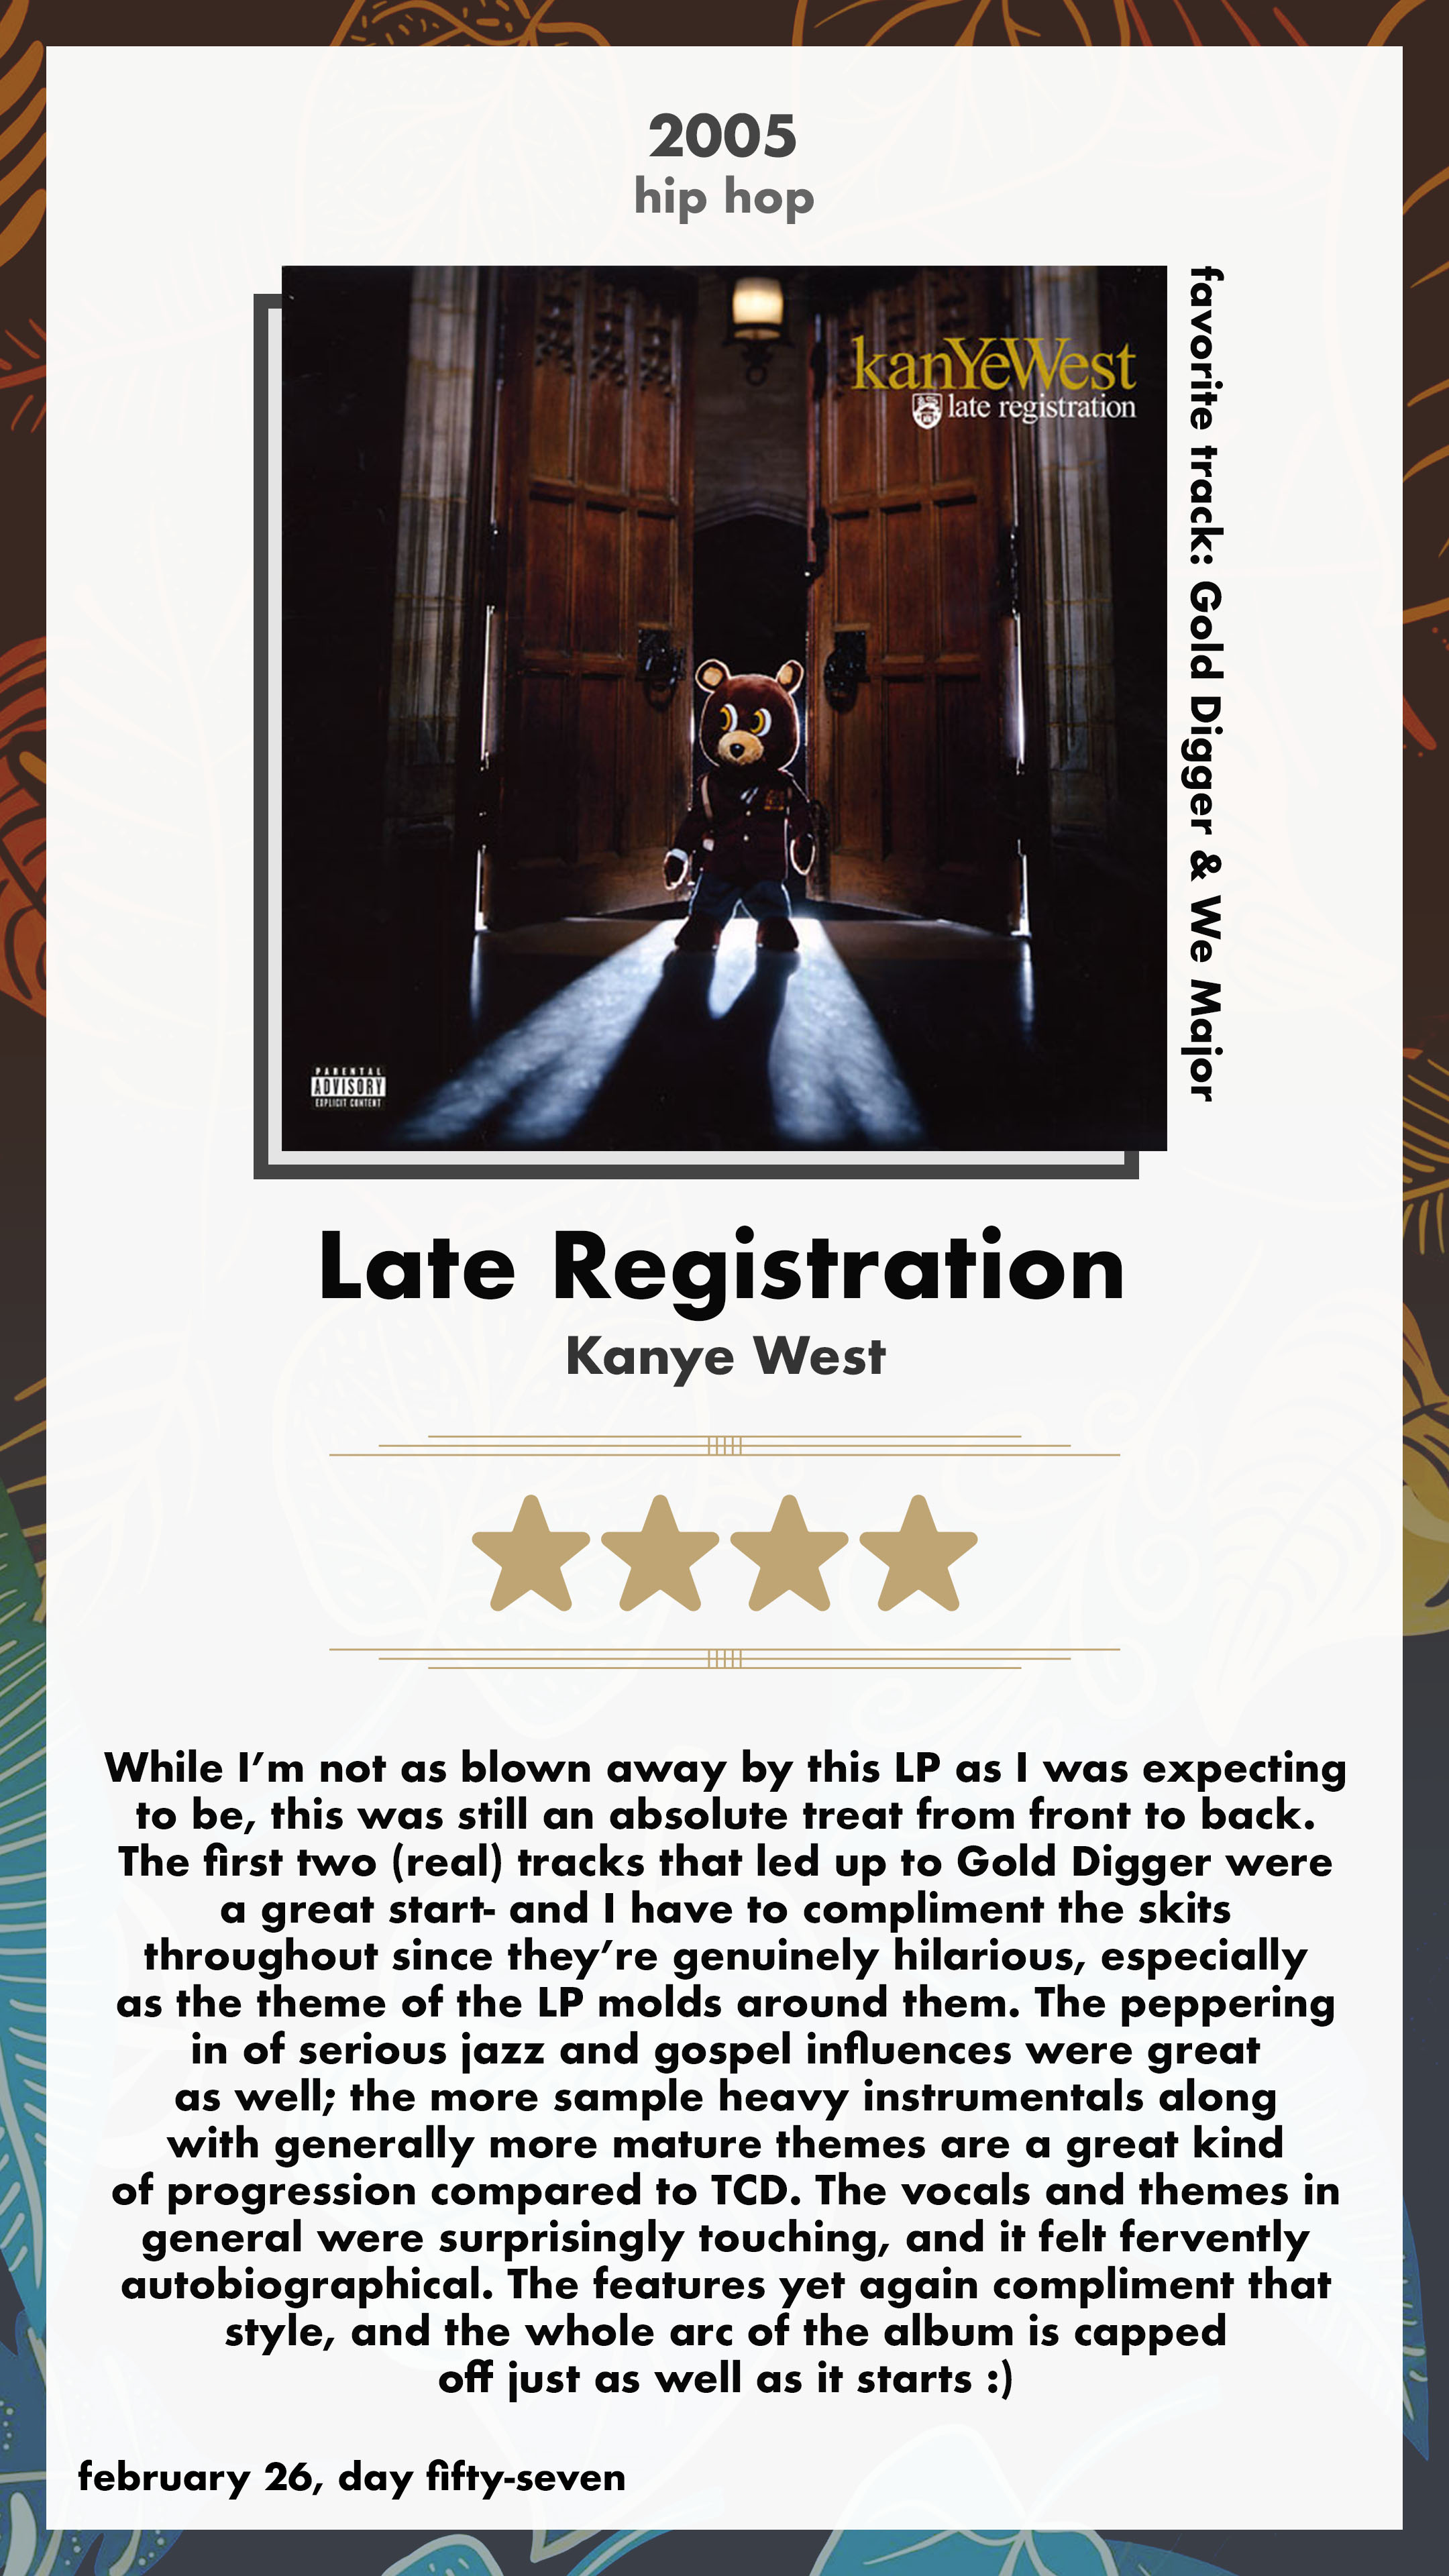 2005
hip hop
kanYeWest
late registration
PARENTAL
ADVISORY
EXPLICIT CONTENT
favorite track: Gold Digger & We Major
Late Registration
Kanye West
While I’m not as blown away by this LP as I was expecting
to be, this was still an absolute treat from front to back.
The first two (real) tracks that led up to Gold Digger were
a great start- and I have to compliment the skits
throughout since they’re genuinely hilarious, especially
as the theme of the LP molds around them. The peppering
in of serious jazz and gospel influences were great
as well; the more sample heavy instrumentals along
with generally more mature themes are a great kind
of progression compared to TCD. The vocals and themes in
general were surprisingly touching, and it felt fervently
autobiographical. The features yet again compliment that
style, and the whole arc of the album is capped
off just as well as it starts :)
february 26, day fifty-seven